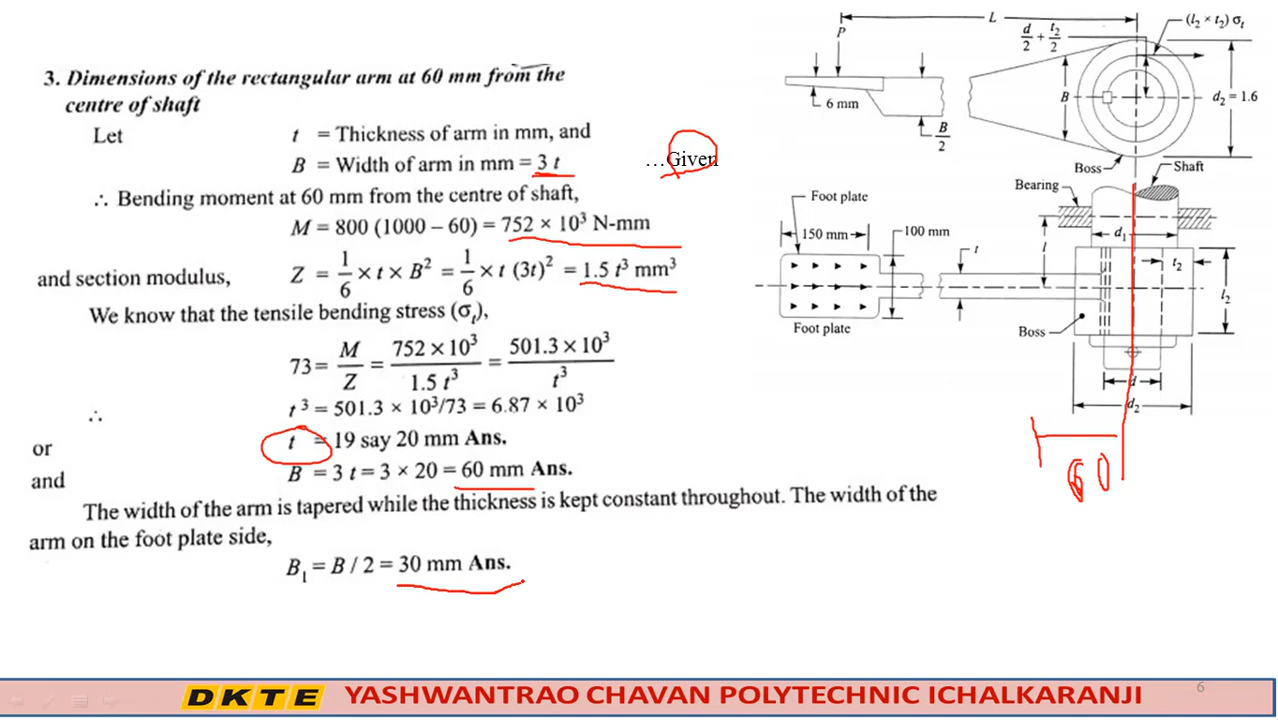 3. Dimensions of the rectangular arm at 60 mm from the
centre of shaft
Let t = Thickness of arm in mm, and
B = Width of arm in mm = 3 t ...Given
∴ Bending moment at 60 mm from the centre of shaft,
M = 800 (1000 – 60) = 752 × 10³ N-mm
and section modulus, Z = 1/6 × t × B² = 1/6 × t (3t)² = 1.5 t³ mm³
We know that the tensile bending stress (σt),
73 = M/Z = 752 × 10³ / 1.5 t³ = 501.3 × 10³ / t³
∴ t³ = 501.3 × 10³/73 = 6.87 × 10³
or t = 19 say 20 mm Ans.
and B = 3 t = 3 × 20 = 60 mm Ans.
The width of the arm is tapered while the thickness is kept constant throughout. The width of the
arm on the foot plate side,
B₁ = B / 2 = 30 mm Ans.
L
(l₂ × t₂) σt
P
d/2 + t₂/2
6 mm
B
d₂ = 1.6
B/2
Boss
Shaft
Bearing
Foot plate
150 mm
100 mm
d₁
l
t
t₂
l₂
Foot plate
Boss
d
d₂
60
DKTE YASHWANTRAO CHAVAN POLYTECHNIC ICHALKARANJI
6